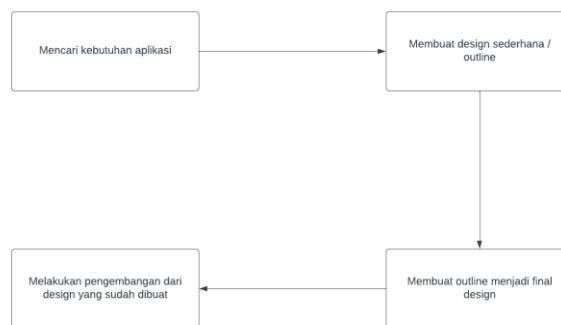 Mencari kebutuhan aplikasi
Membuat design sederhana /
outline
Membuat outline menjadi final
design
Melakukan pengembangan dari
design yang sudah dibuat